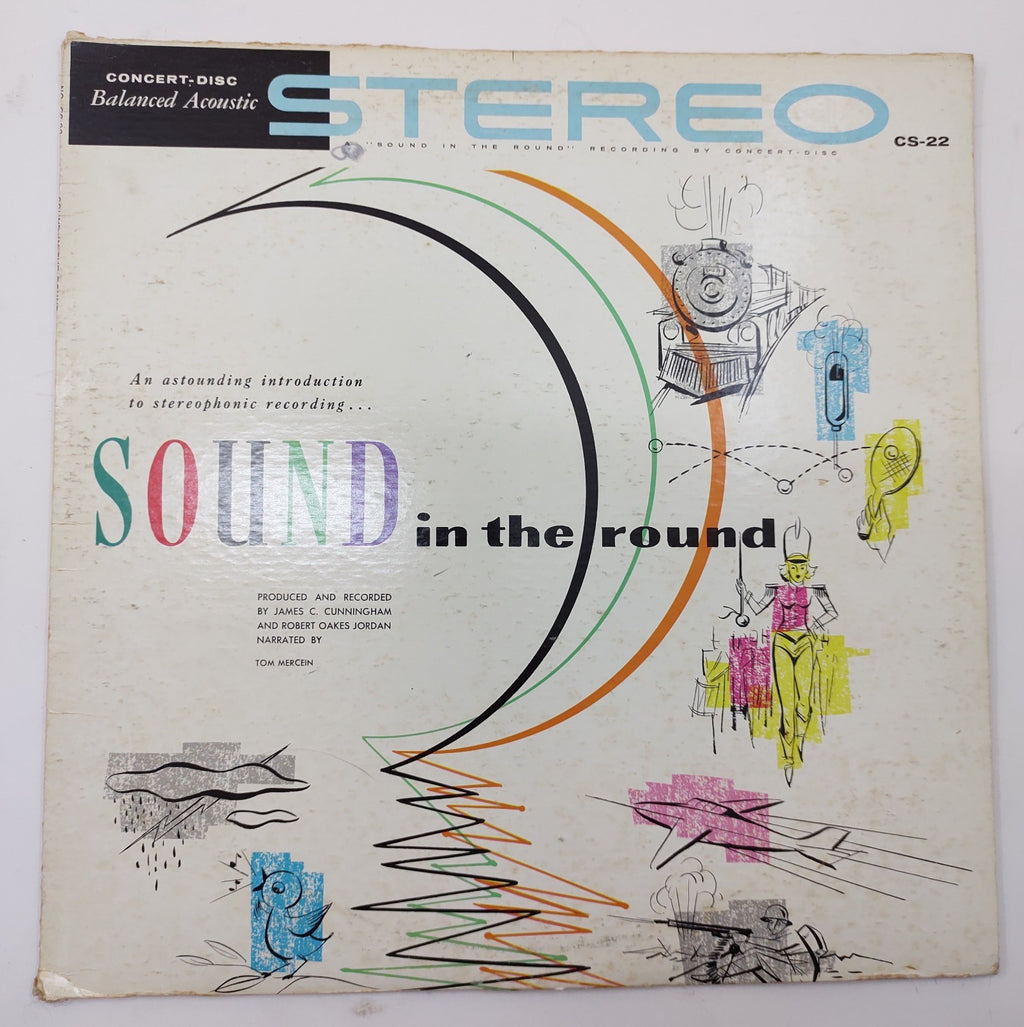 CONCERT-DISC
Balanced Acoustic
STEREO
A "SOUND IN THE ROUND" RECORDING BY CONCERT-DISC
CS-22
An astounding introduction
to stereophonic recording...
SOUND in the round
PRODUCED AND RECORDED
BY JAMES C. CUNNINGHAM
AND ROBERT OAKES JORDAN
NARRATED BY
TOM MERCEIN